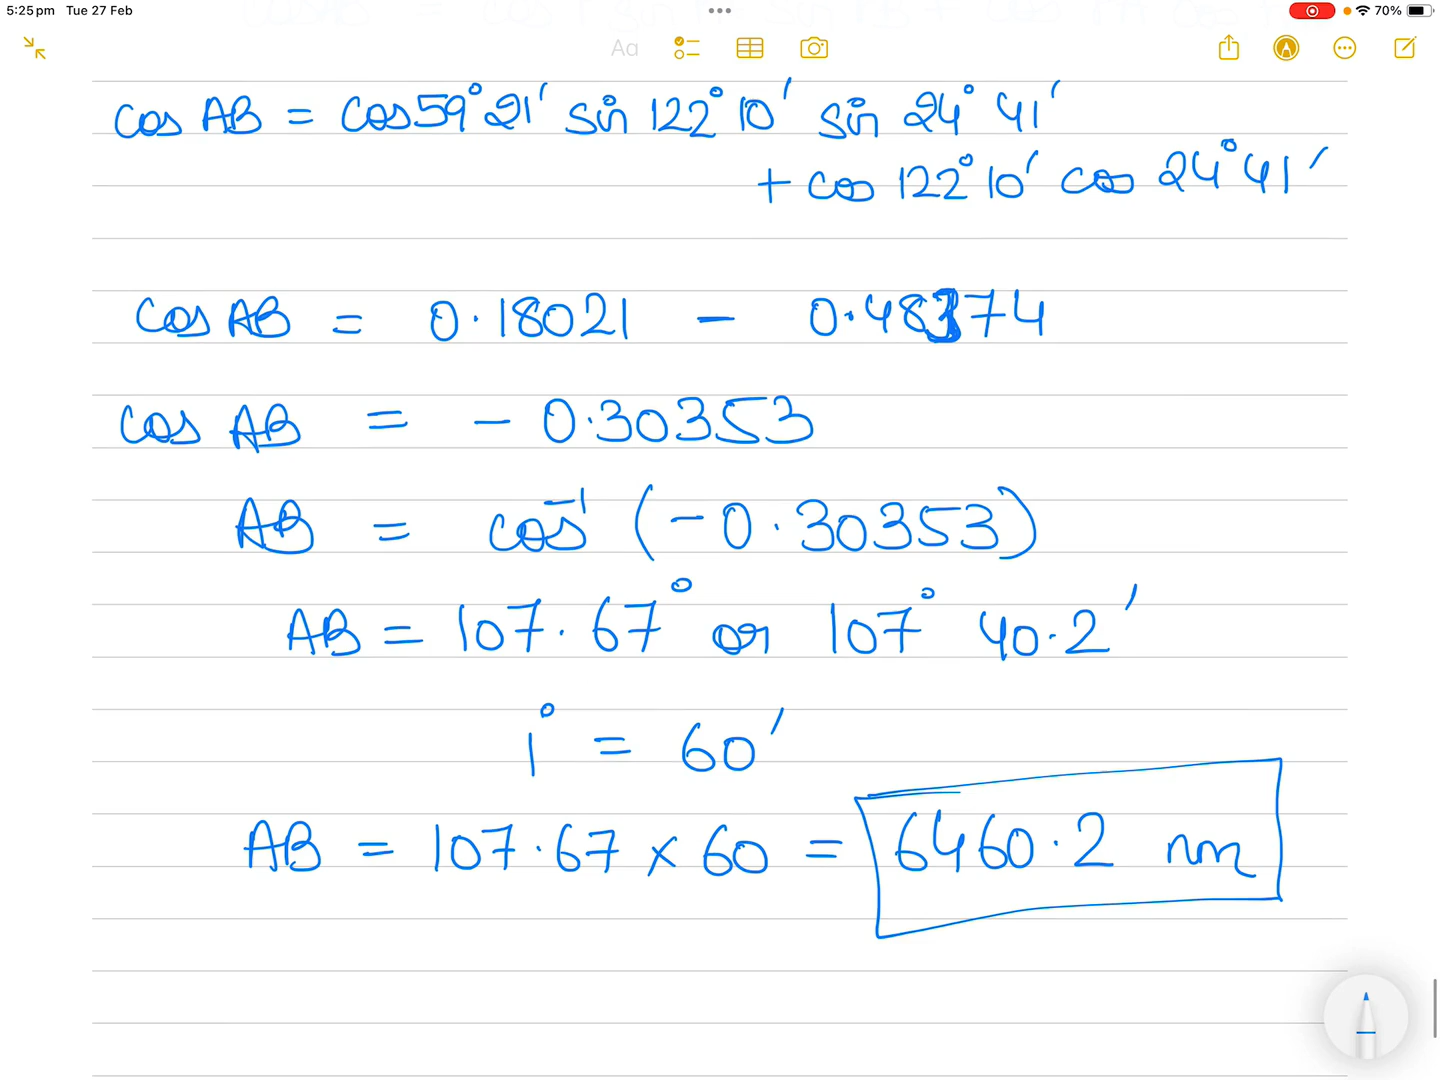 5:25 pm Tue 27 Feb
70%
Aa
cos AB = cos 59° 21' sin 122° 10' sin 24° 41'
+ cos 122° 10' cos 24° 41'
cos AB = 0.18021 - 0.48374
cos AB = - 0.30353
AB = cos⁻¹ (-0.30353)
AB = 107.67° or 107° 40.2'
1° = 60'
AB = 107.67 x 60 = 6460.2 nm